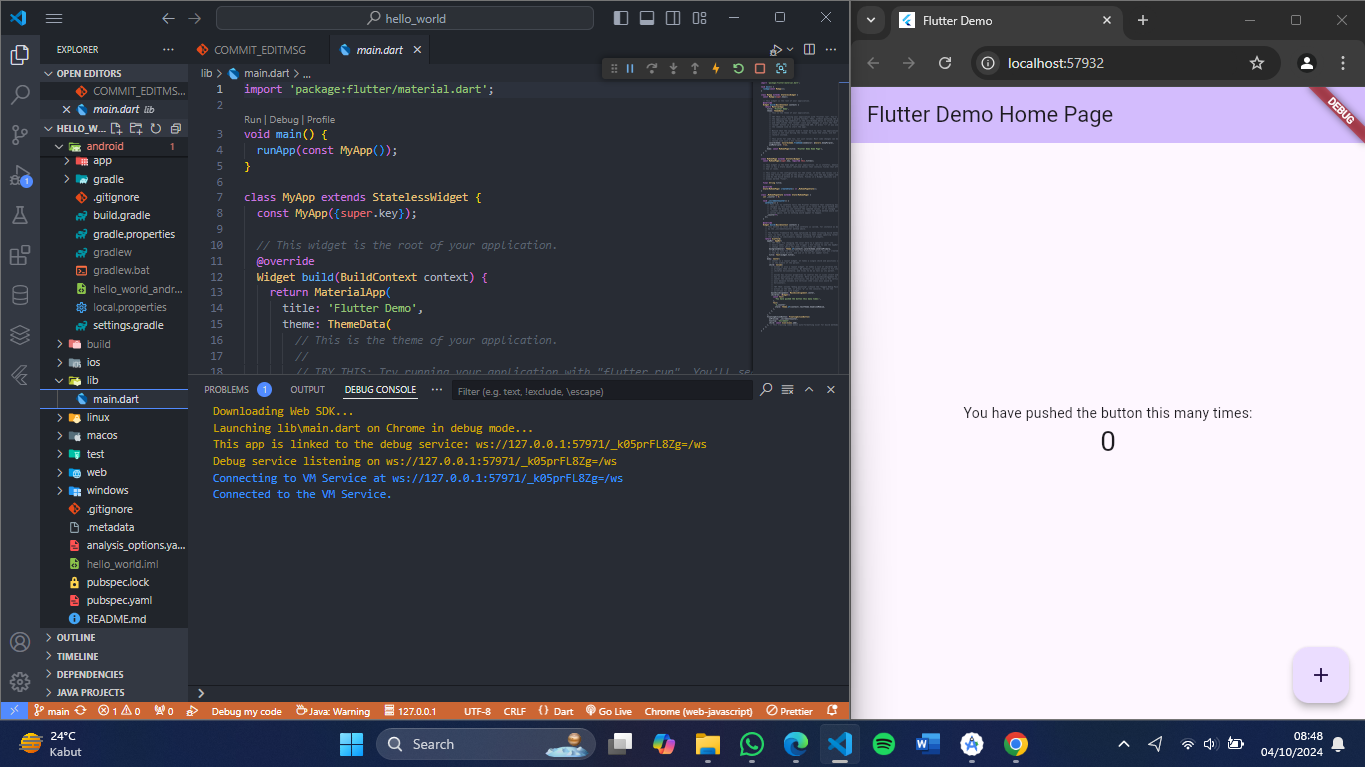 hello_world
EXPLORER
OPEN EDITORS
COMMIT_EDITMS...
main.dart lib
HELLO_W...
android 1
app
gradle
.gitignore
build.gradle
gradle.properties
gradlew
gradlew.bat
hello_world_andr...
local.properties
settings.gradle
build
ios
lib
main.dart
linux
macos
test
web
windows
.gitignore
.metadata
analysis_options.ya...
hello_world.iml
pubspec.lock
pubspec.yaml
README.md
OUTLINE
TIMELINE
DEPENDENCIES
JAVA PROJECTS
1
COMMIT_EDITMSG
main.dart
lib > main.dart > ...
1 import 'package:flutter/material.dart';
2
Run | Debug | Profile
3 void main() {
4 runApp(const MyApp());
5 }
6
7 class MyApp extends StatelessWidget {
8 const MyApp({super.key});
9
10 // This widget is the root of your application.
11 @override
12 Widget build(BuildContext context) {
13 return MaterialApp(
14 title: 'Flutter Demo',
15 theme: ThemeData(
16 // This is the theme of your application.
17 //
18 // TRY THIS: Try running your application with "flutter run". You'll se
PROBLEMS 1 OUTPUT DEBUG CONSOLE ... Filter (e.g. text, !exclude, \escape)
Downloading Web SDK...
Launching lib\main.dart on Chrome in debug mode...
This app is linked to the debug service: ws://127.0.0.1:57971/_k05prFL8Zg=/ws
Debug service listening on ws://127.0.0.1:57971/_k05prFL8Zg=/ws
Connecting to VM Service at ws://127.0.0.1:57971/_k05prFL8Zg=/ws
Connected to the VM Service.
main 1 0 0 Debug my code Java: Warning 127.0.0.1 UTF-8 CRLF {} Dart Go Live Chrome (web-javascript) Prettier
Flutter Demo
localhost:57932
Flutter Demo Home Page
DEBUG
You have pushed the button this many times:
0
+
24°C
Kabut
Search
08:48
04/10/2024